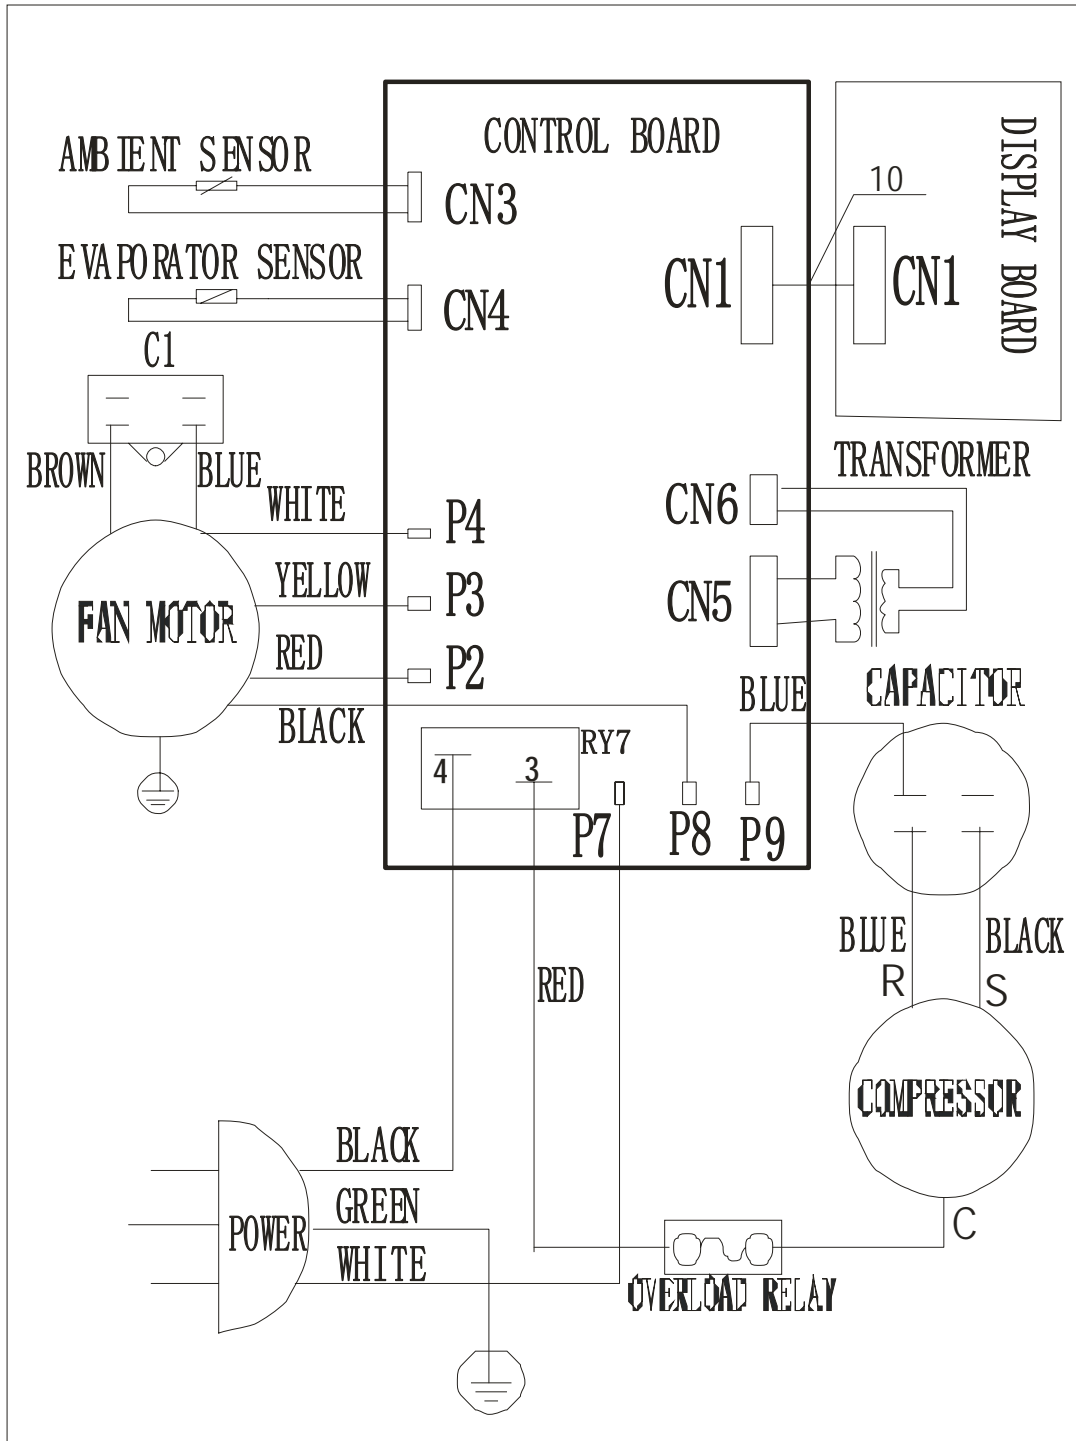 CONTROL BOARD
DISPLAY BOARD
AMBIENT SENSOR
10
CN3
EVAPORATOR SENSOR
CN1
CN1
CN4
C1
BROWN
BLUE
TRANSFORMER
WHITE
CN6
P4
YELLOW
P3
CN5
FAN MOTOR
RED
P2
BLUE
CAPACITOR
BLACK
RY7
4
3
P7
P8
P9
BLUE
BLACK
RED
R
S
COMPRESSOR
BLACK
GREEN
POWER
C
WHITE
OVERLOAD RELAY